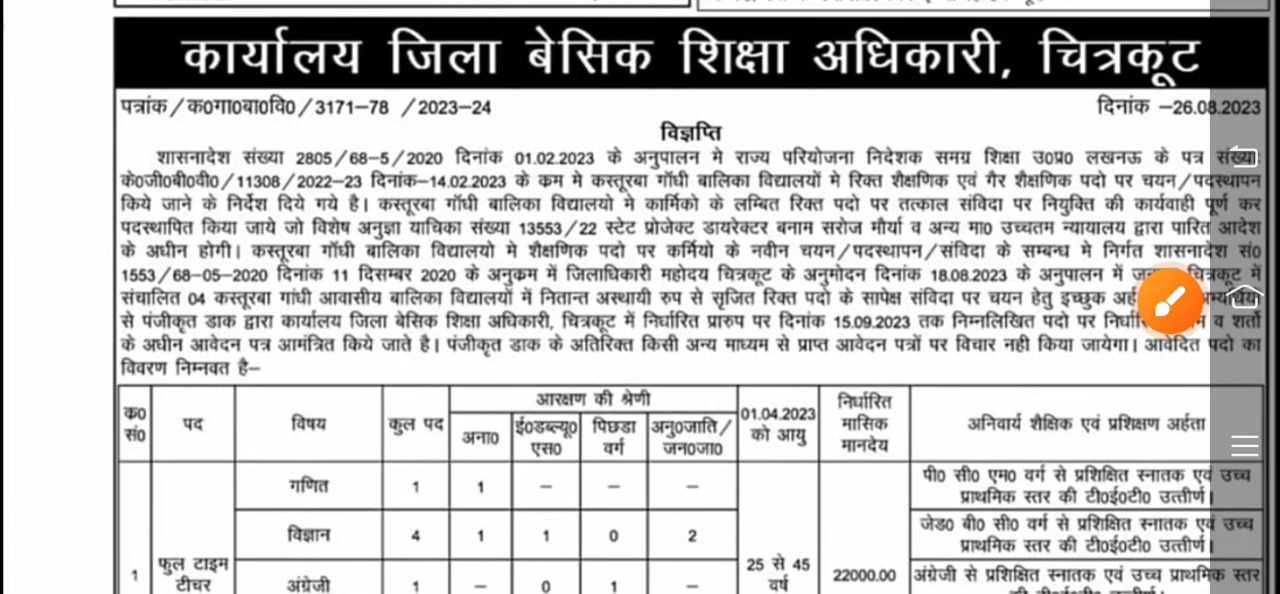 कार्यालय जिला बेसिक शिक्षा अधिकारी, चित्रकूट
पत्रांक/क0गा0बा0वि0/3171-78 /2023-24 दिनांक -26.08.2023
विज्ञप्ति
शासनादेश संख्या 2805/68-5/2020 दिनांक 01.02.2023 के अनुपालन मे राज्य परियोजना निदेशक समग्र शिक्षा उ0प्र0 लखनऊ के पत्र संख्या:
के0जी0बी0वी0/11308/2022-23 दिनांक-14.02.2023 के कम मे कस्तूरबा गॉधी बालिका विद्यालयों मे रिक्त शैक्षणिक एवं गैर शैक्षणिक पदो पर चयन/पदस्थापन
किये जाने के निर्देश दिये गये है। कस्तूरबा गॉधी बालिका विद्यालयो मे कार्मिको के लम्बित रिक्त पदो पर तत्काल संविदा पर नियुक्ति की कार्यवाही पूर्ण कर
पदस्थापित किया जाये जो विशेष अनुज्ञा याचिका संख्या 13553/22 स्टेट प्रोजेक्ट डायरेक्टर बनाम सरोज मौर्या व अन्य मा0 उच्चतम न्यायालय द्वारा पारित आदेश
के अधीन होगी। कस्तूरबा गॉधी बालिका विद्यालयो मे शैक्षणिक पदो पर कर्मियो के नवीन चयन/पदस्थापन/संविदा के सम्बन्ध मे निर्गत शासनादेश सं0
1553/68-05-2020 दिनांक 11 दिसम्बर 2020 के अनुकम में जिलाधिकारी महोदय चित्रकूट के अनुमोदन दिनांक 18.08.2023 के अनुपालन में चित्रकूट में
संचालित 04 कस्तूरबा गांधी आवासीय बालिका विद्यालयों में नितान्त अस्थायी रुप से सृजित रिक्त पदो के सापेक्ष संविदा पर चयन हेतु इच्छुक
से पंजीकृत डाक द्वारा कार्यालय जिला बेसिक शिक्षा अधिकारी, चित्रकूट में निर्धारित प्रारुप पर दिनांक 15.09.2023 तक निम्नलिखित पदो पर व शर्तो
के अधीन आवेदन पत्र आमंत्रित किये जाते है। पंजीकृत डाक के अतिरिक्त किसी अन्य माध्यम से प्राप्त आवेदन पत्रों पर विचार नही किया जायेगा। आवेदित पदो का
विवरण निम्नवत है-
क0 सं0 पद विषय कुल पद आरक्षण की श्रेणी 01.04.2023 को आयु निर्धारित मासिक मानदेय अनिवार्य शैक्षिक एवं प्रशिक्षण अर्हता
अना0 ई0डब्ल्यू0 एस0 पिछडा वर्ग अनु0जाति/ जन0जा0
गणित 1 1 – – – पी0 सी0 एम0 वर्ग से प्रशिक्षित स्नातक एवं उच्च
प्राथमिक स्तर की टी0ई0टी0 उत्तीर्ण।
विज्ञान 4 1 1 0 2 जेड0 बी0 सी0 वर्ग से प्रशिक्षित स्नातक एवं उच्च
प्राथमिक स्तर की टी0ई0टी0 उत्तीर्ण।
1 फुल टाइम टीचर अंग्रेजी 1 – 0 1 – 25 से 45 वर्ष 22000.00 अंग्रेजी से प्रशिक्षित स्नातक एवं उच्च प्राथमिक स्तर